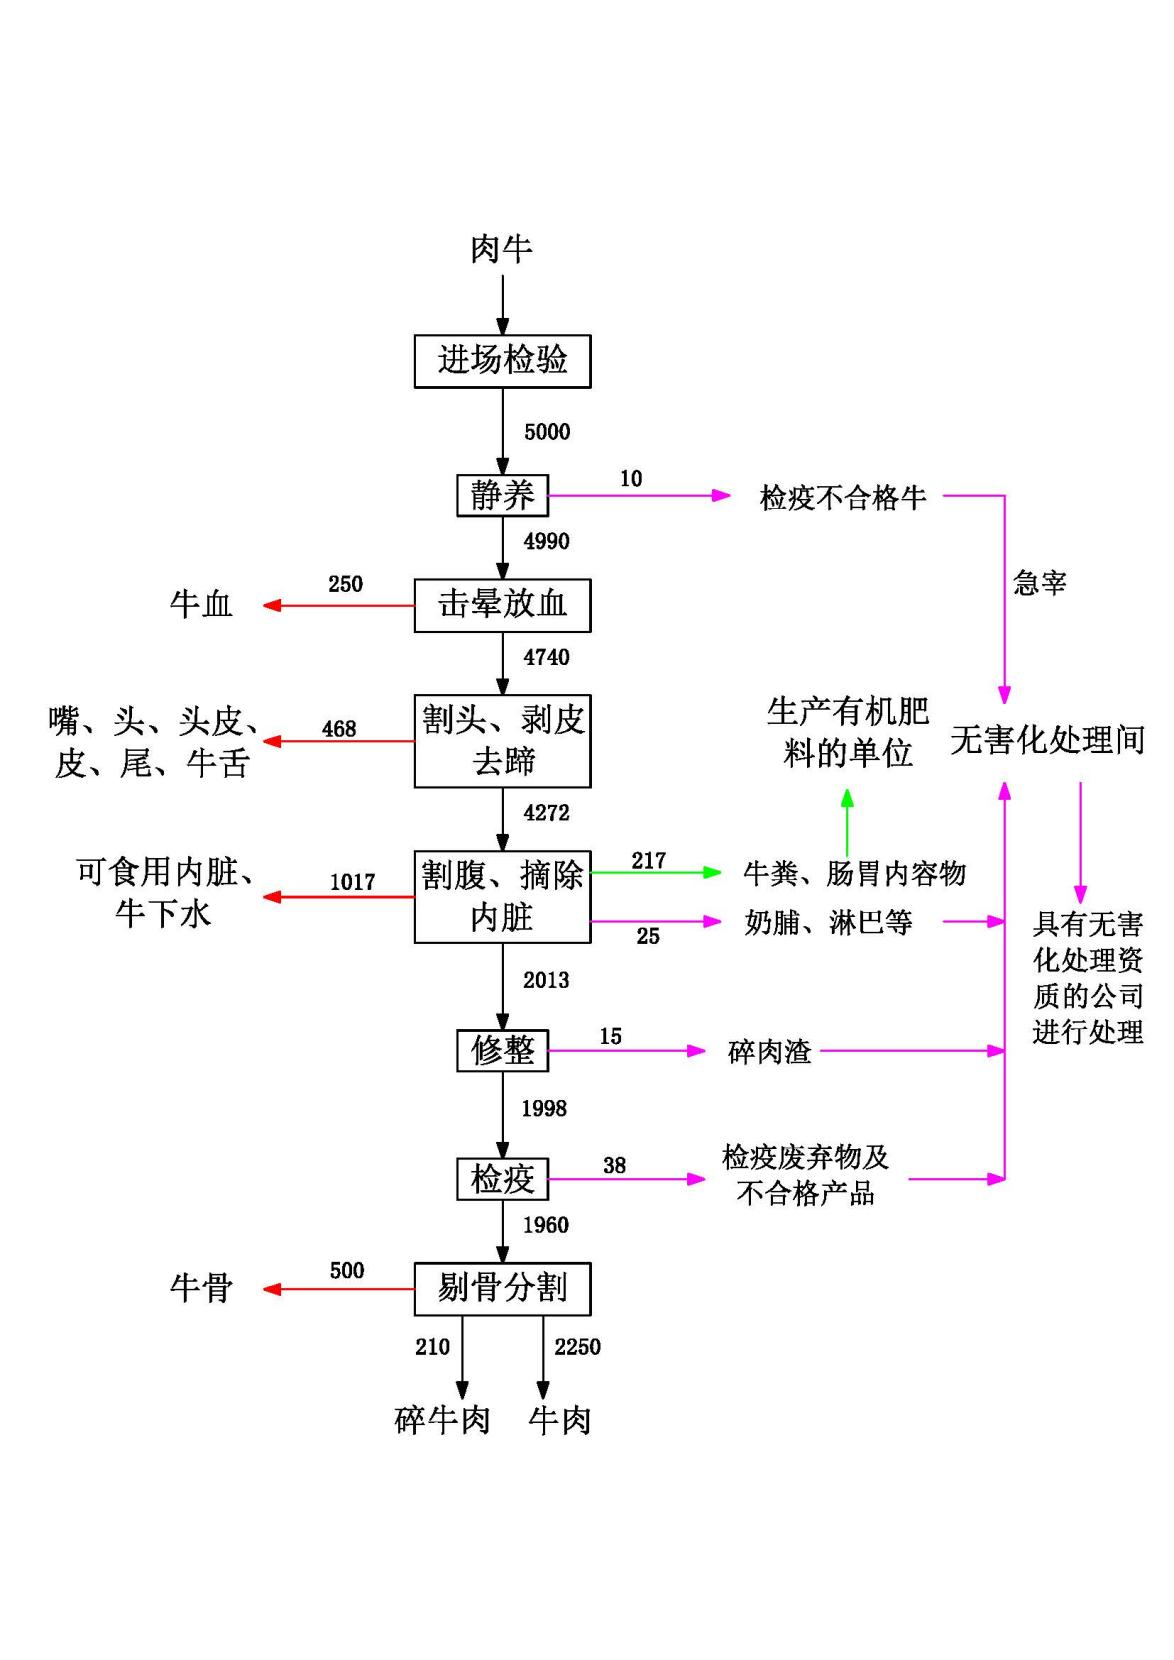 肉牛
进场检验
5000
静养
10
检疫不合格牛
4990
急宰
牛血
250
击晕放血
4740
嘴、头、头皮、
皮、尾、牛舌
468
割头、剥皮
去蹄
生产有机肥
料的单位
无害化处理间
4272
可食用内脏、
牛下水
1017
割腹、摘除
内脏
217
牛粪、肠胃内容物
25
奶脯、淋巴等
具有无害
化处理资
质的公司
进行处理
2013
修整
15
碎肉渣
1998
检疫
38
检疫废弃物及
不合格产品
1960
牛骨
500
剔骨分割
210
2250
碎牛肉
牛肉